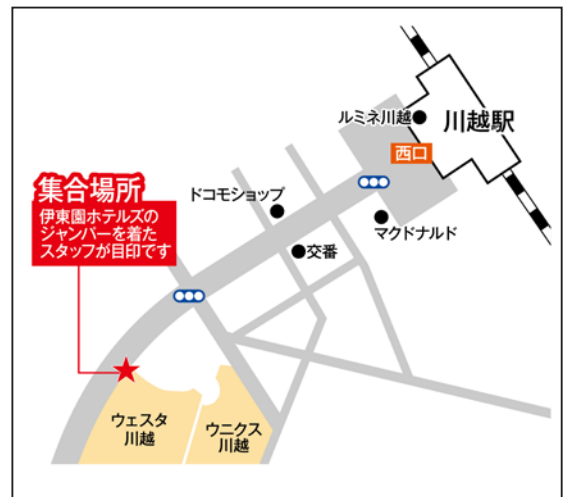 ルミネ川越
川越駅
西口
集合場所
伊東園ホテルズの
ジャンパーを着た
スタッフが目印です
ドコモショップ
マクドナルド
交番
ウェスタ
川越
ウニクス
川越